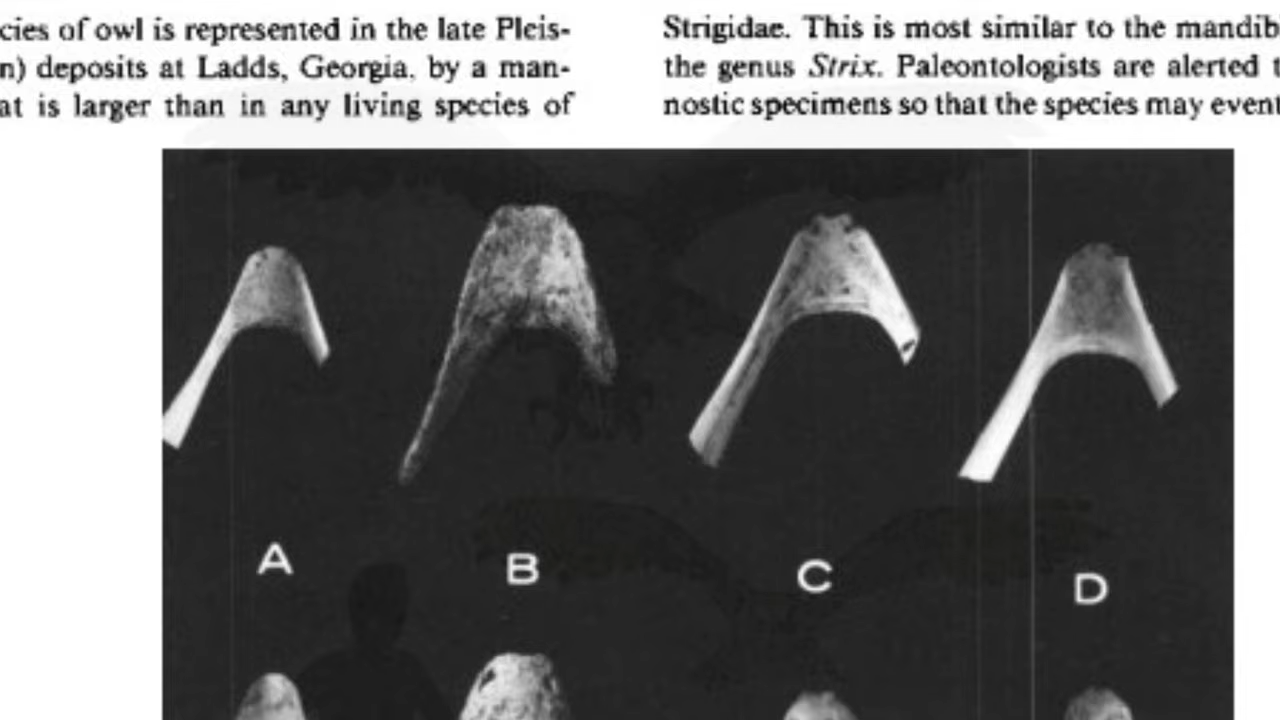 cies of owl is represented in the late Pleis-
n) deposits at Ladds, Georgia, by a man-
at is larger than in any living species of
Strigidae. This is most similar to the mandib
the genus Strix. Paleontologists are alerted t
nostic specimens so that the species may event
A
B
C
D